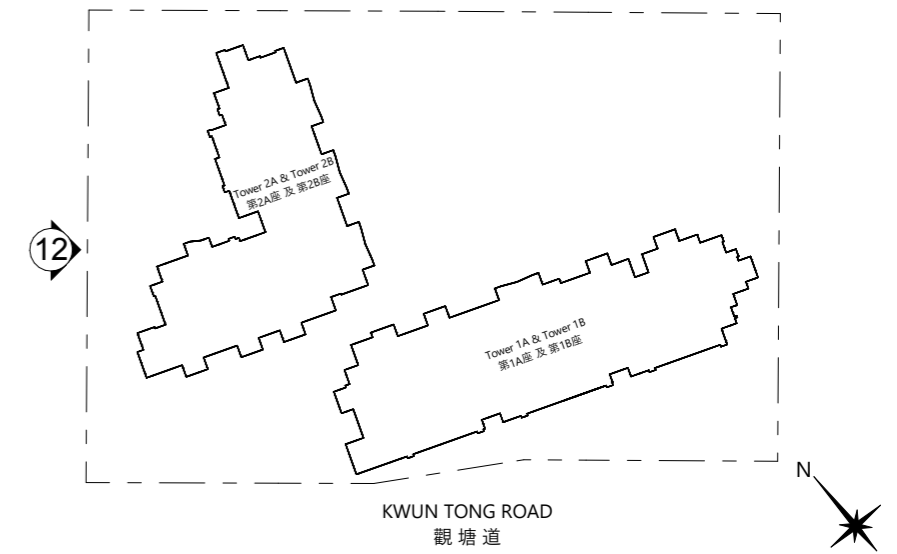 Tower 2A & Tower 2B
第2A座 及 第2B座
12
Tower 1A & Tower 1B
第1A座 及 第1B座
N
KWUN TONG ROAD
觀塘道